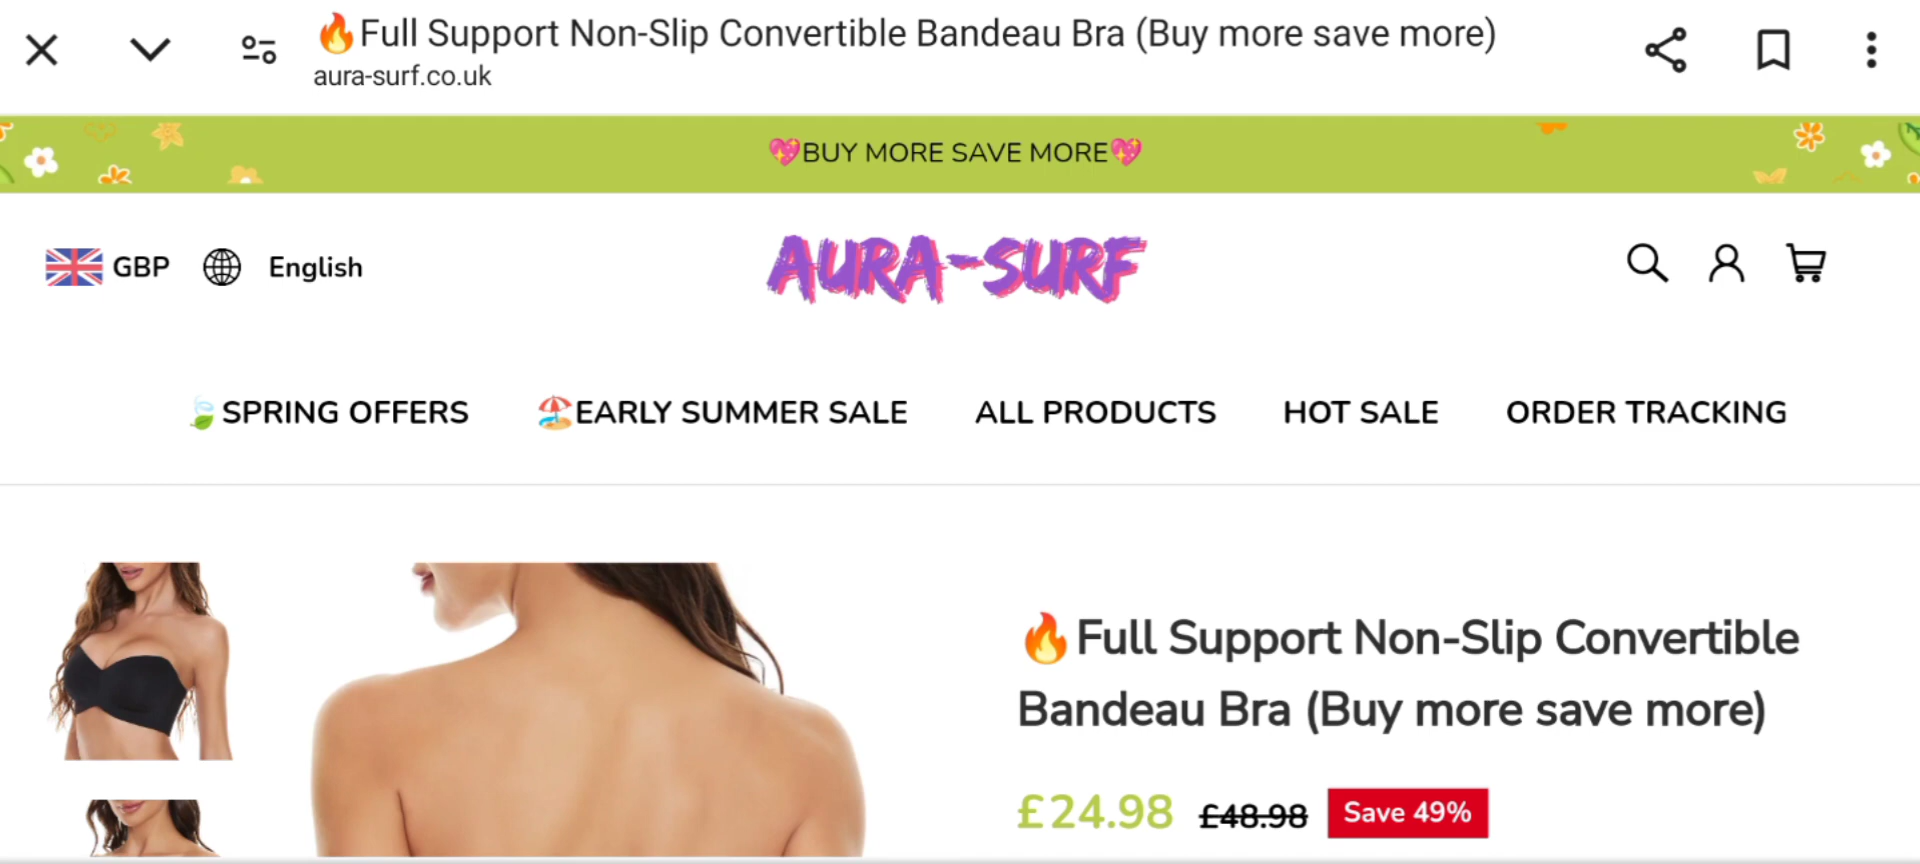 🔥Full Support Non-Slip Convertible Bandeau Bra (Buy more save more)
aura-surf.co.uk
💖BUY MORE SAVE MORE💖
GBP English
AURA-SURF
🍃SPRING OFFERS 🏖️EARLY SUMMER SALE ALL PRODUCTS HOT SALE ORDER TRACKING
🔥Full Support Non-Slip Convertible
Bandeau Bra (Buy more save more)
£24.98 £48.98 Save 49%